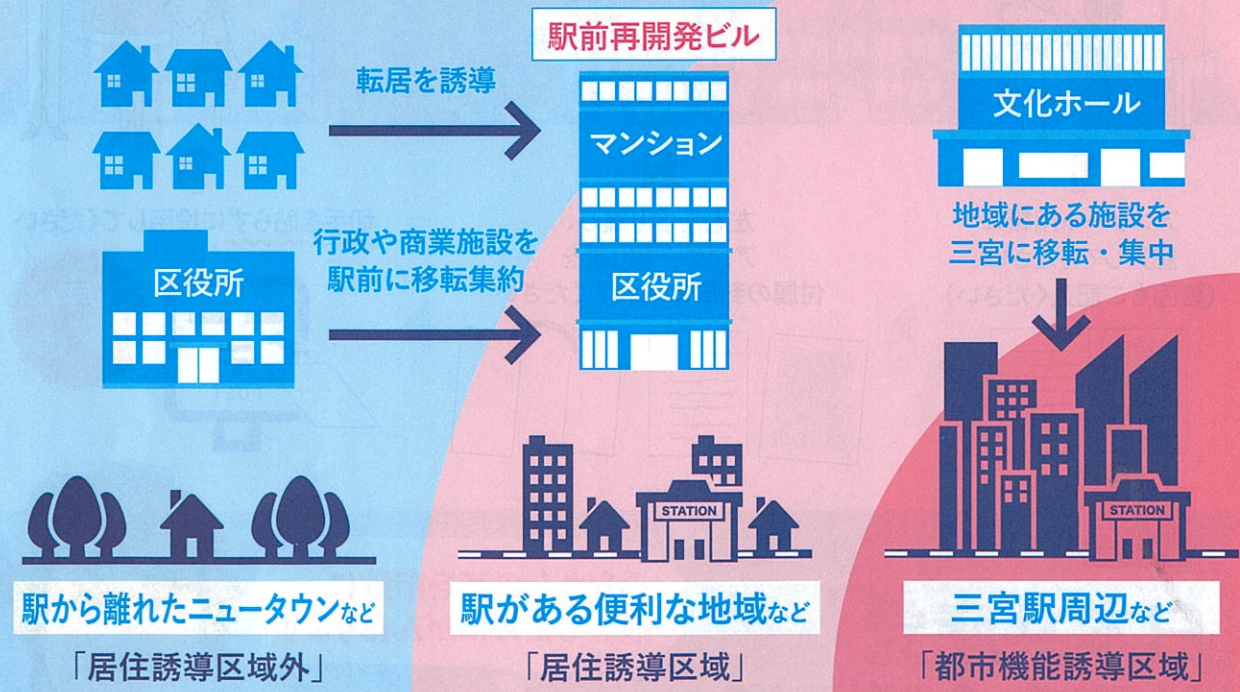 駅前再開発ビル
転居を誘導
マンション
文化ホール
行政や商業施設を
駅前に移転集約
区役所
区役所
地域にある施設を
三宮に移転・集中
STATION
STATION
駅から離れたニュータウンなど
駅がある便利な地域など
三宮駅周辺など
「居住誘導区域外」
「居住誘導区域」
「都市機能誘導区域」